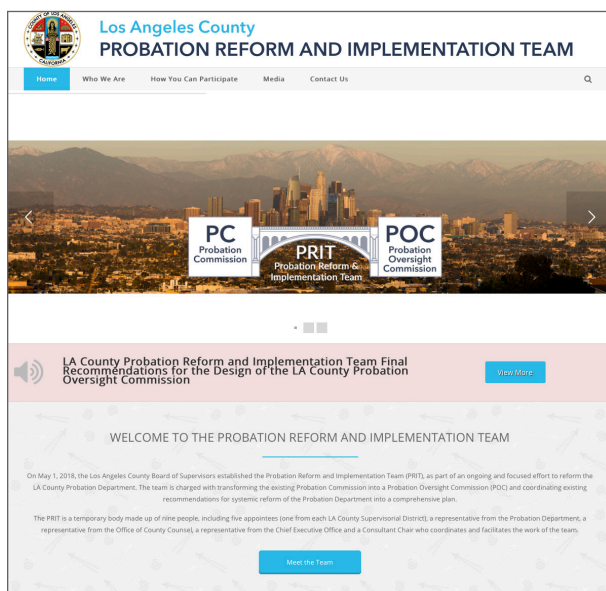 COUNTY OF LOS ANGELES
CALIFORNIA
Los Angeles County
PROBATION REFORM AND IMPLEMENTATION TEAM
Home Who We Are How You Can Participate Media Contact Us
PC
Probation
Commission
PRIT
Probation Reform &
Implementation Team
POC
Probation
Oversight
Commission
LA County Probation Reform and Implementation Team Final
Recommendations for the Design of the LA County Probation
Oversight Commission
View More
WELCOME TO THE PROBATION REFORM AND IMPLEMENTATION TEAM
On May 1, 2018, the Los Angeles County Board of Supervisors established the Probation Reform and Implementation Team (PRIT), as part of an ongoing and focused effort to reform the
LA County Probation Department. The team is charged with transforming the existing Probation Commission into a Probation Oversight Commission (POC) and coordinating existing
recommendations for systemic reform of the Probation Department into a comprehensive plan.
The PRIT is a temporary body made up of nine people, including five appointees (one from each LA County Supervisorial District), a representative from the Probation Department, a
representative from the Office of County Counsel, a representative from the Chief Executive Office and a Consultant Chair who coordinates and facilitates the work of the team.
Meet the Team